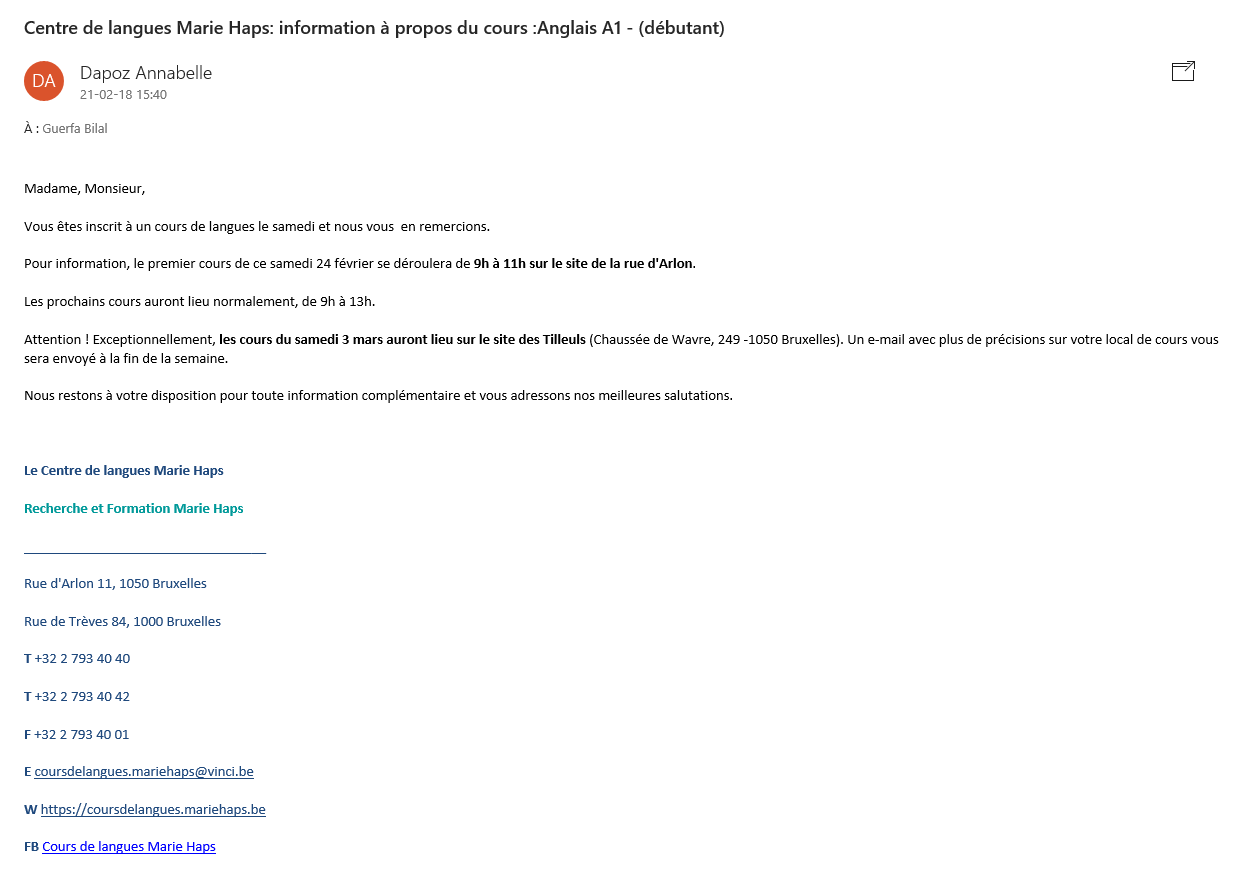 Centre de langues Marie Haps: information à propos du cours :Anglais A1 - (débutant)
DA
Dapoz Annabelle
21-02-18 15:40
À : Guerfa Bilal
Madame, Monsieur,
Vous êtes inscrit à un cours de langues le samedi et nous vous  en remercions.
Pour information, le premier cours de ce samedi 24 février se déroulera de 9h à 11h sur le site de la rue d'Arlon.
Les prochains cours auront lieu normalement, de 9h à 13h.
Attention ! Exceptionnellement, les cours du samedi 3 mars auront lieu sur le site des Tilleuls (Chaussée de Wavre, 249 -1050 Bruxelles). Un e-mail avec plus de précisions sur votre local de cours vous
sera envoyé à la fin de la semaine.
Nous restons à votre disposition pour toute information complémentaire et vous adressons nos meilleures salutations.
Le Centre de langues Marie Haps
Recherche et Formation Marie Haps
Rue d'Arlon 11, 1050 Bruxelles
Rue de Trèves 84, 1000 Bruxelles
T +32 2 793 40 40
T +32 2 793 40 42
F +32 2 793 40 01
E coursdelangues.mariehaps@vinci.be
W https://coursdelangues.mariehaps.be
FB Cours de langues Marie Haps